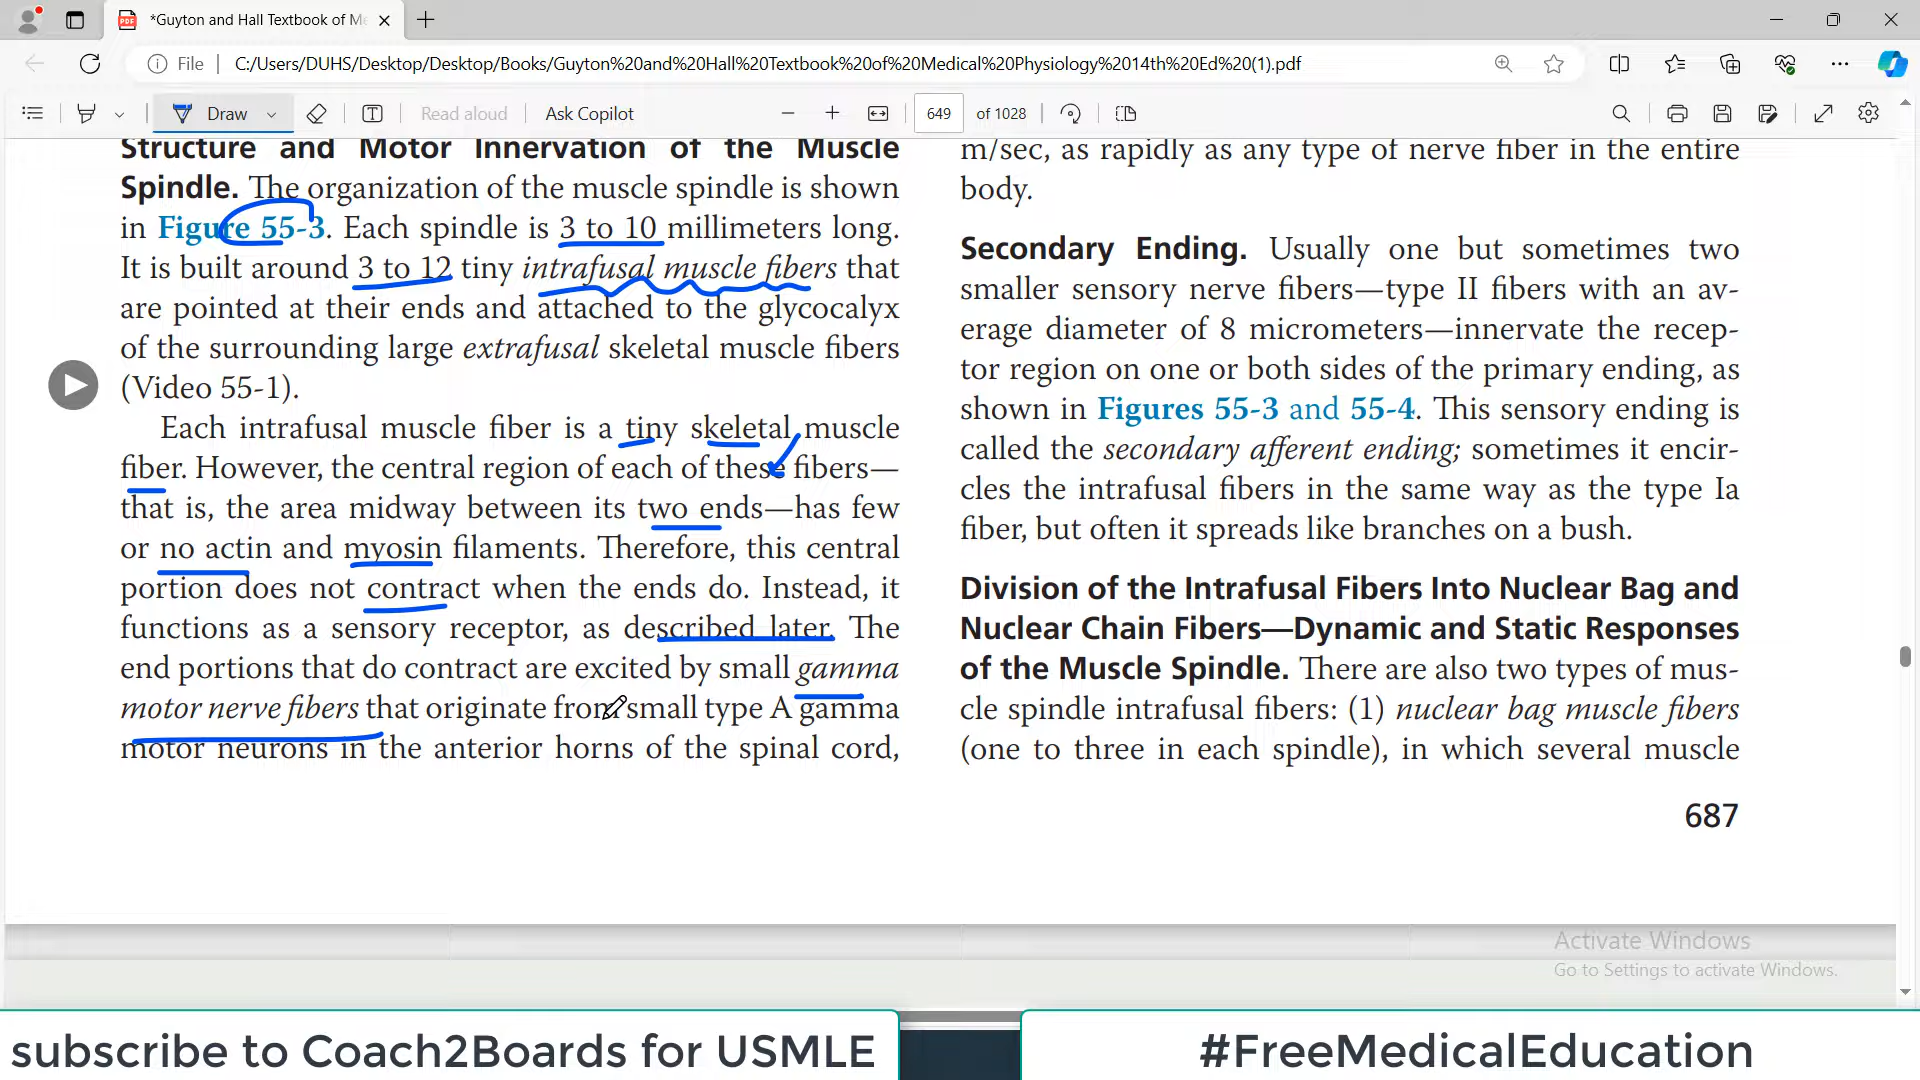 *Guyton and Hall Textbook of Me
File
C:/Users/DUHS/Desktop/Desktop/Books/Guyton%20and%20Hall%20Textbook%20of%20Medical%20Physiology%2014th%20Ed%20(1).pdf
Draw
Read aloud
Ask Copilot
649
of 1028
Structure and Motor Innervation of the Muscle
Spindle. The organization of the muscle spindle is shown
in Figure 55-3. Each spindle is 3 to 10 millimeters long.
It is built around 3 to 12 tiny intrafusal muscle fibers that
are pointed at their ends and attached to the glycocalyx
of the surrounding large extrafusal skeletal muscle fibers
(Video 55-1).
Each intrafusal muscle fiber is a tiny skeletal muscle
fiber. However, the central region of each of these fibers—
that is, the area midway between its two ends—has few
or no actin and myosin filaments. Therefore, this central
portion does not contract when the ends do. Instead, it
functions as a sensory receptor, as described later. The
end portions that do contract are excited by small gamma
motor nerve fibers that originate from small type A gamma
motor neurons in the anterior horns of the spinal cord,
m/sec, as rapidly as any type of nerve fiber in the entire
body.
Secondary Ending. Usually one but sometimes two
smaller sensory nerve fibers—type II fibers with an av-
erage diameter of 8 micrometers—innervate the recep-
tor region on one or both sides of the primary ending, as
shown in Figures 55-3 and 55-4. This sensory ending is
called the secondary afferent ending; sometimes it encir-
cles the intrafusal fibers in the same way as the type Ia
fiber, but often it spreads like branches on a bush.
Division of the Intrafusal Fibers Into Nuclear Bag and
Nuclear Chain Fibers—Dynamic and Static Responses
of the Muscle Spindle. There are also two types of mus-
cle spindle intrafusal fibers: (1) nuclear bag muscle fibers
(one to three in each spindle), in which several muscle
687
Activate Windows
Go to Settings to activate Windows.
subscribe to Coach2Boards for USMLE
#FreeMedicalEducation